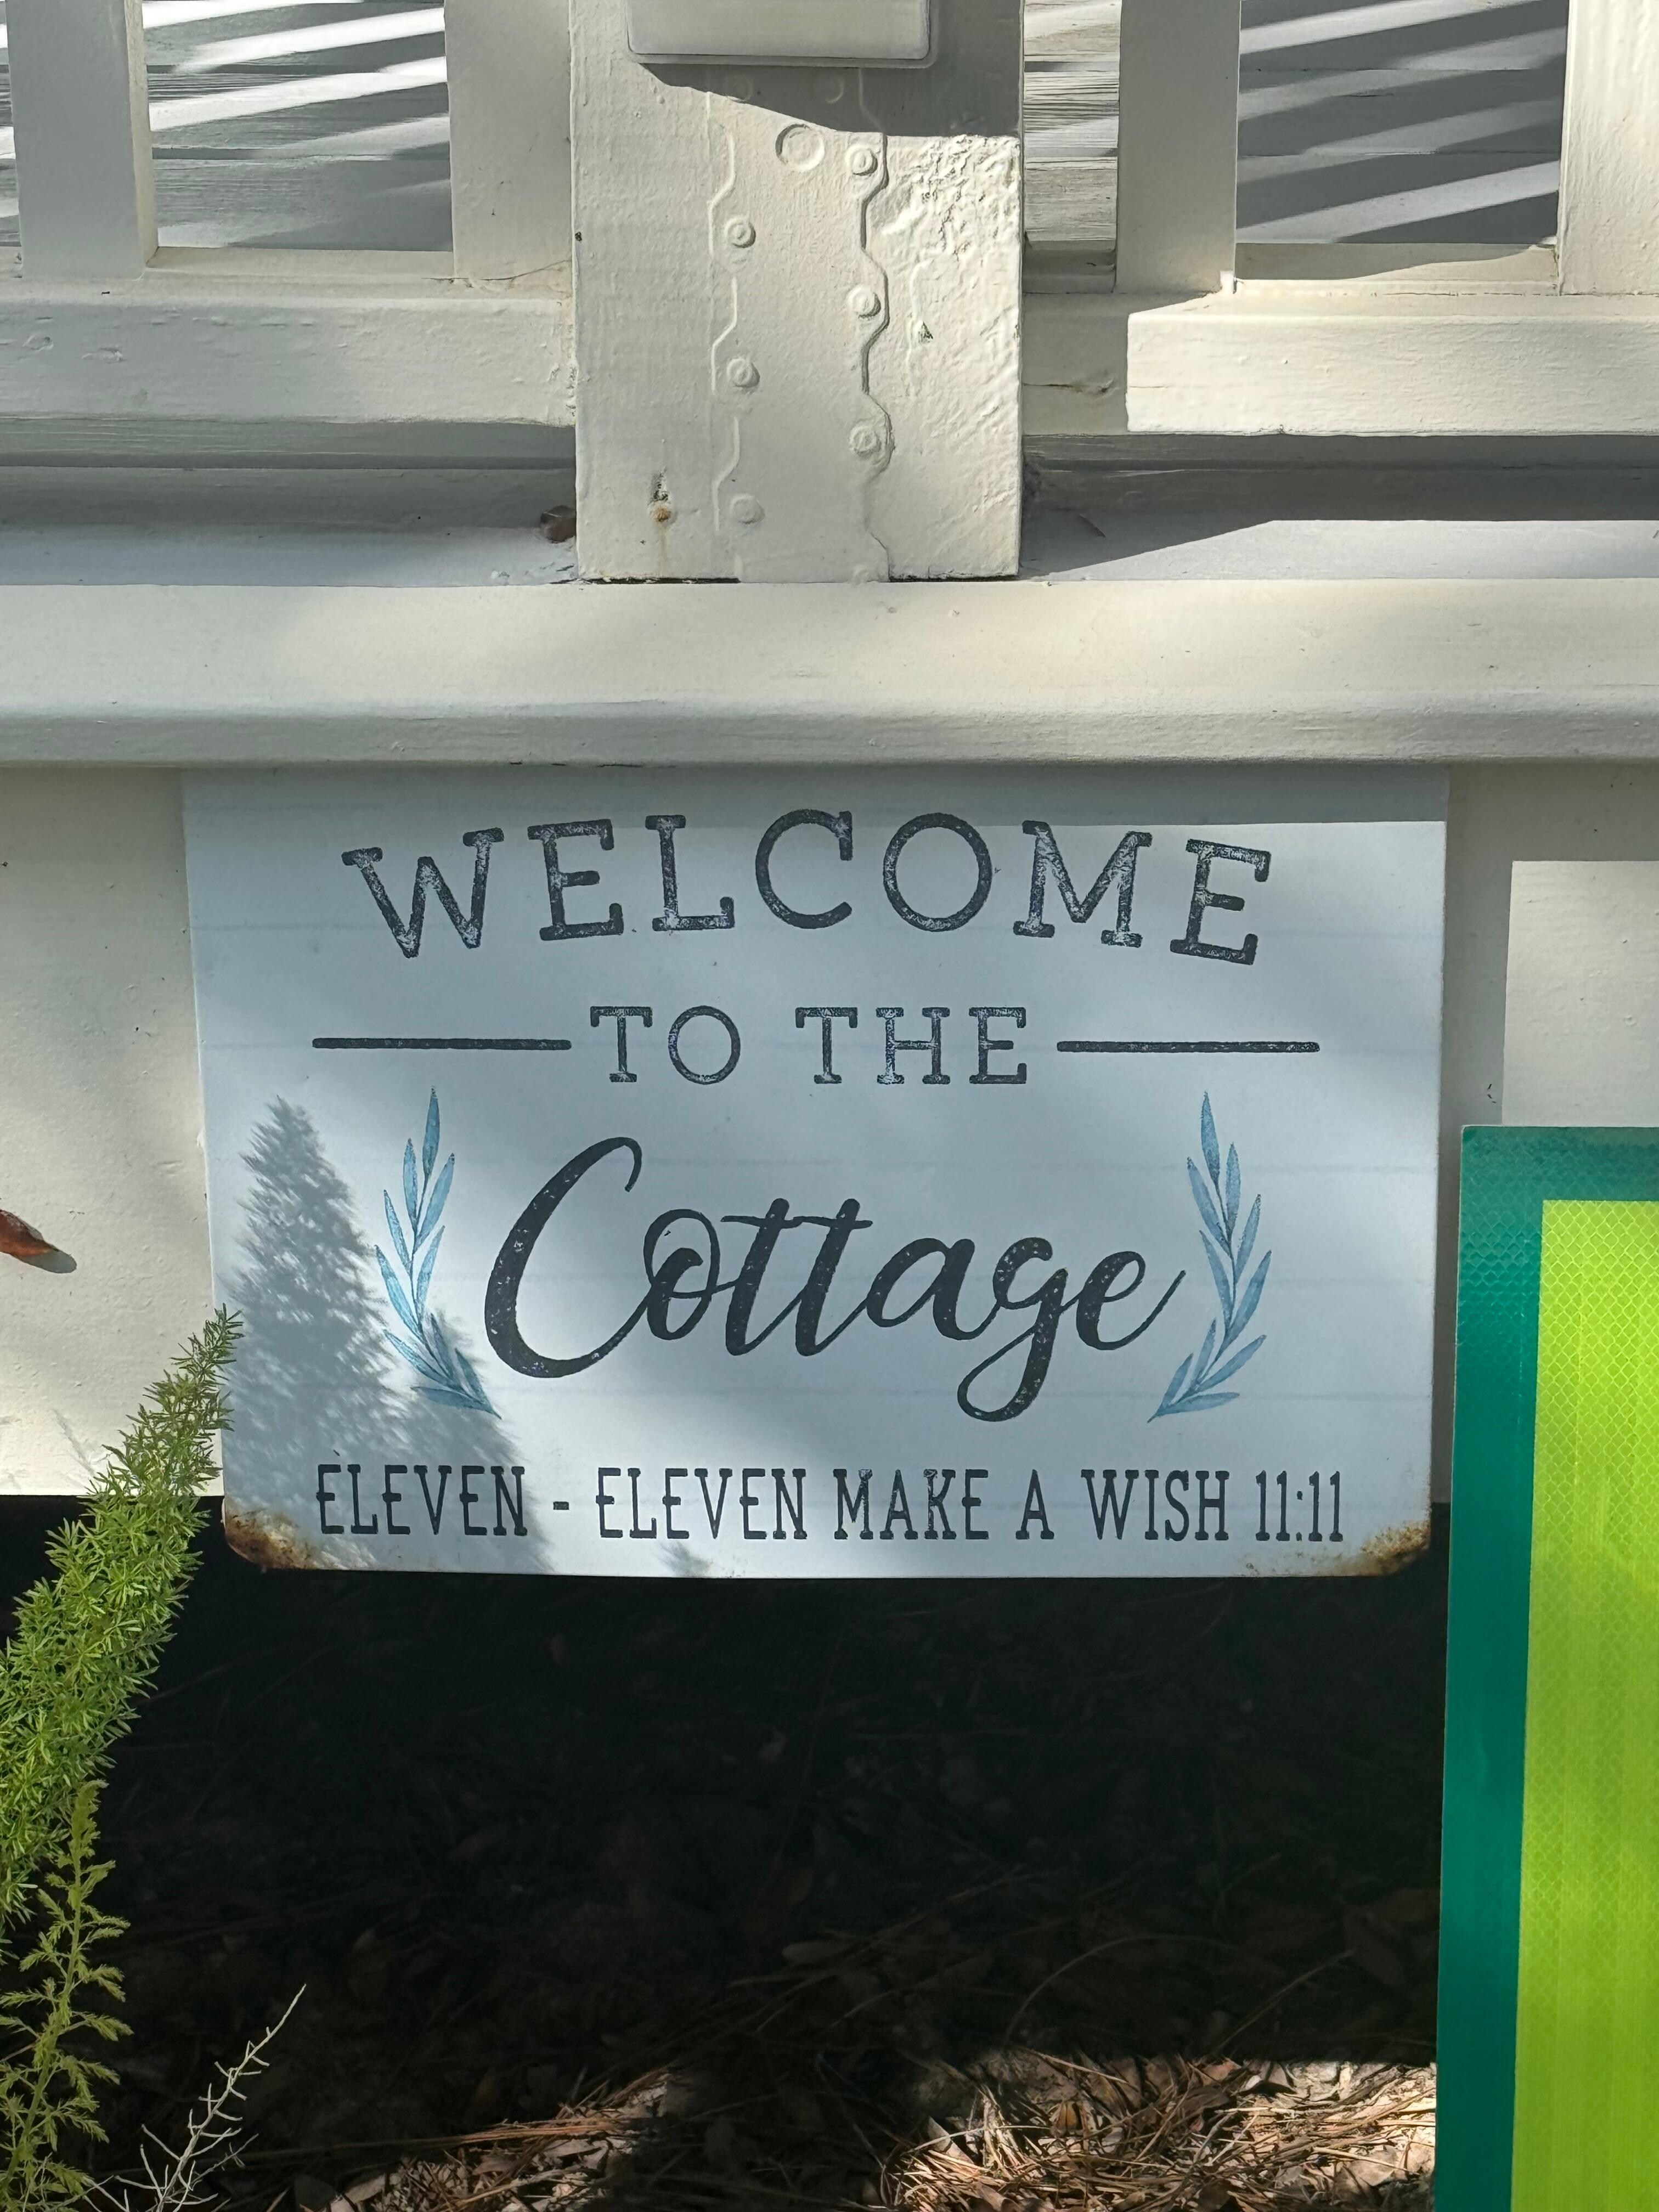 WELCOME
TO THE
Cottage
ELEVEN - ELEVEN MAKE A WISH 11:11